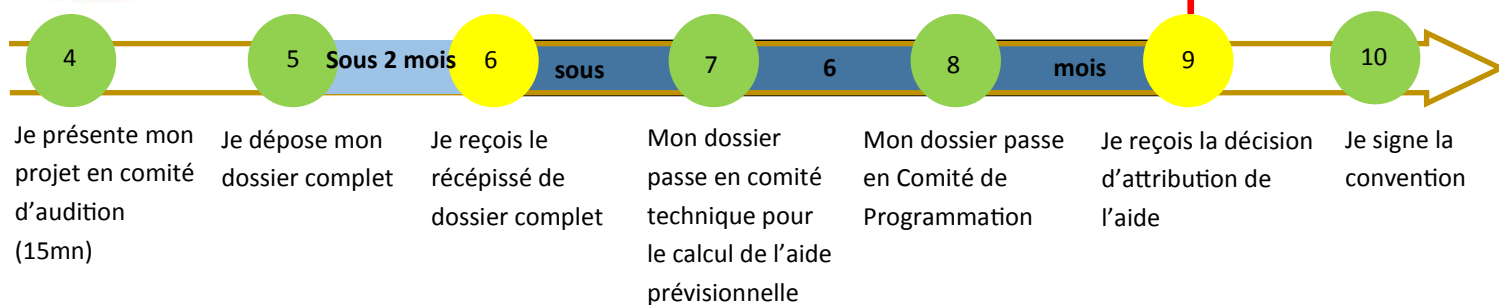 4
5
Sous 2 mois
6
sous
7
6
8
mois
9
10
Je présente mon
projet en comité
d'audition
(15mn)
Je dépose mon
dossier complet
Je reçois le
récépissé de
dossier complet
Mon dossier
passe en comité
technique pour
le calcul de l'aide
prévisionnelle
Mon dossier passe
en Comité de
Programmation
Je reçois la décision
d'attribution de
l'aide
Je signe la
convention